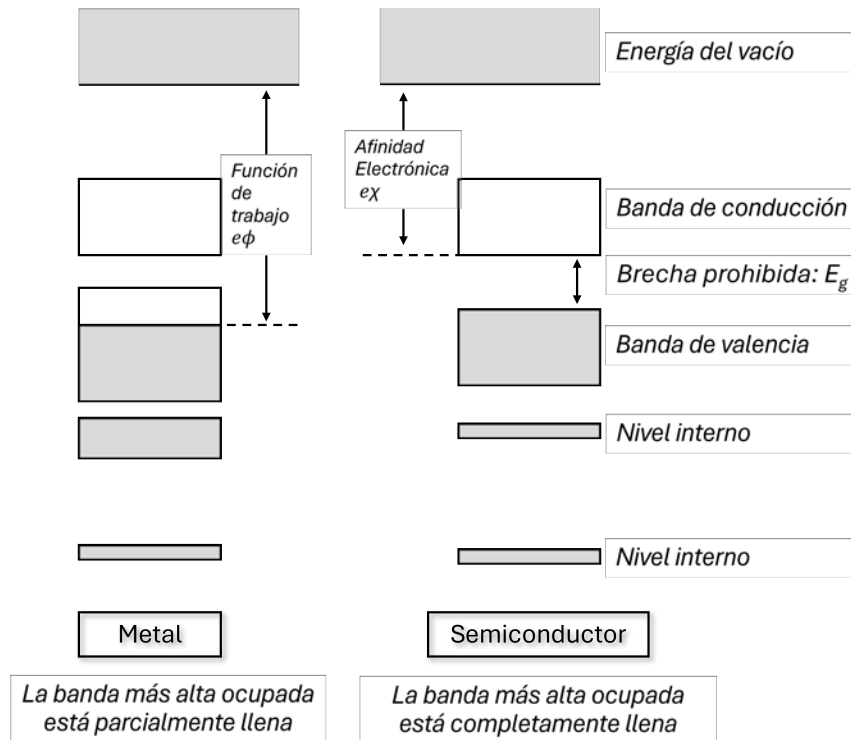 Energía del vacío
Función
de
trabajo
eϕ
Afinidad
Electrónica
eχ
Banda de conducción
Brecha prohibida: E_g
Banda de valencia
Nivel interno
Nivel interno
Metal
Semiconductor
La banda más alta ocupada
está parcialmente llena
La banda más alta ocupada
está completamente llena